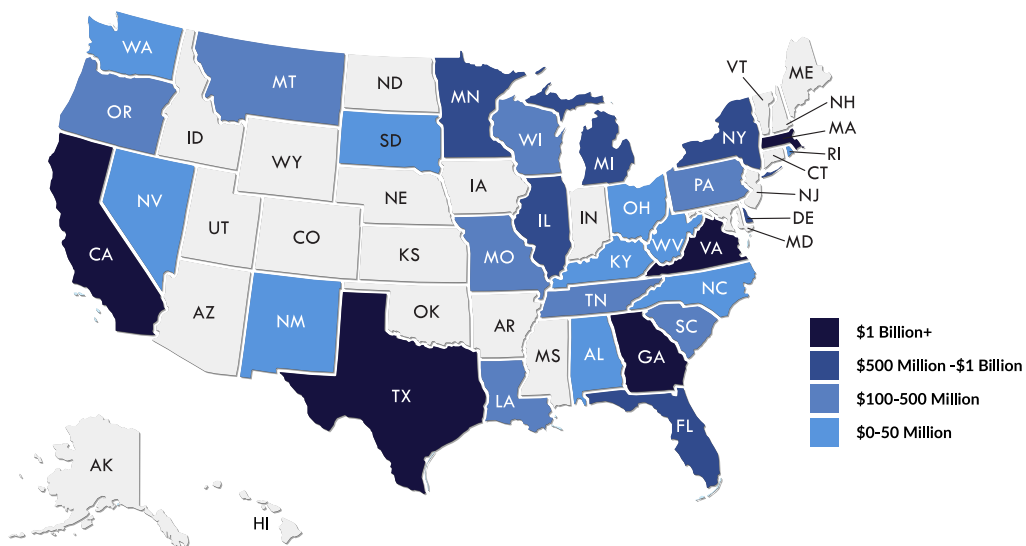 WA
MT
ND
MN
VT
ME
OR
ID
WY
SD
WI
MI
NY
NH
MA
RI
CT
NV
UT
CO
NE
IA
IL
IN
OH
PA
NJ
DE
MD
CA
KS
MO
KY
WV
VA
AZ
NM
OK
AR
TN
NC
SC
TX
LA
MS
AL
GA
FL
AK
HI
$1 Billion+
$500 Million -$1 Billion
$100-500 Million
$0-50 Million